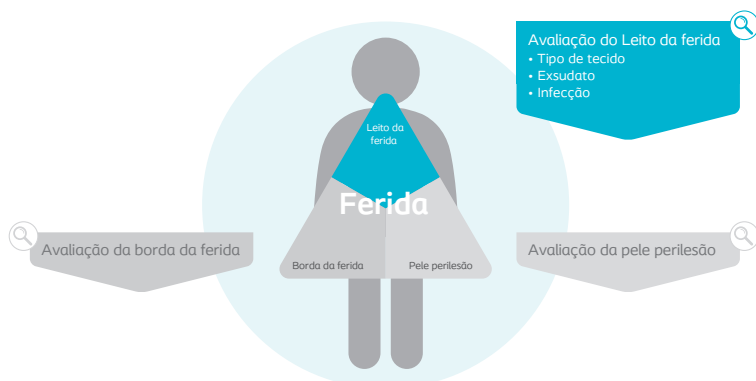 Avaliação do Leito da ferida
• Tipo de tecido
• Exsudato
• Infecção
Leito da
ferida
Ferida
Avaliação da borda da ferida
Borda da ferida
Pele perilesão
Avaliação da pele perilesão